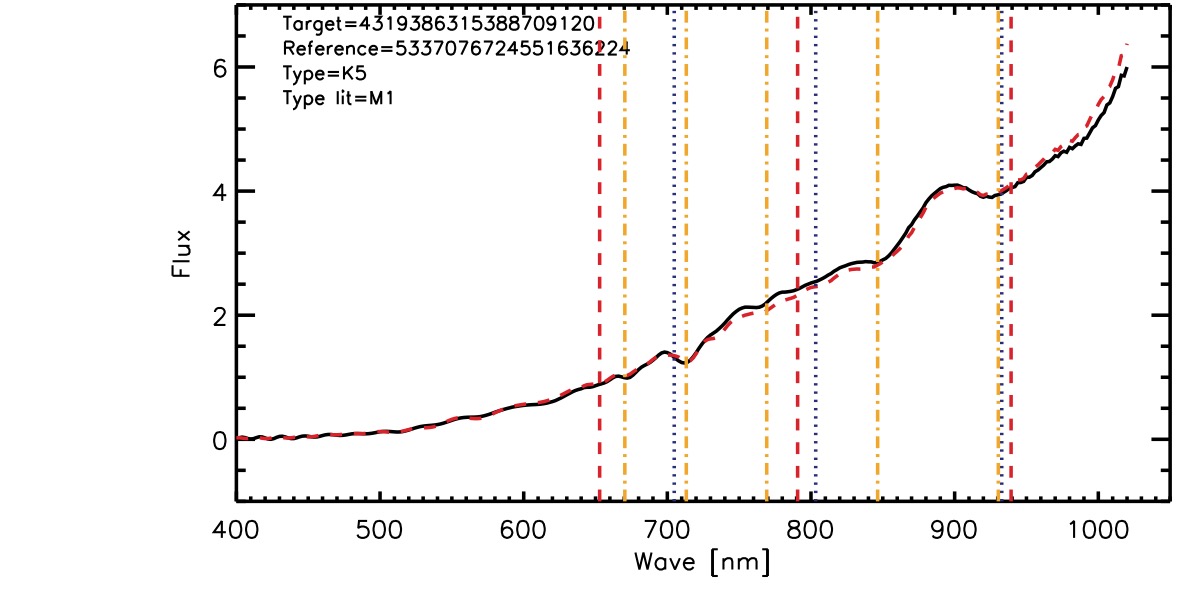 Target=4319386315388709120
Reference=5337076724551636224
Type=K5
Type lit=M1
6
4
2
0
Flux
400 500 600 700 800 900 1000
Wave [nm]